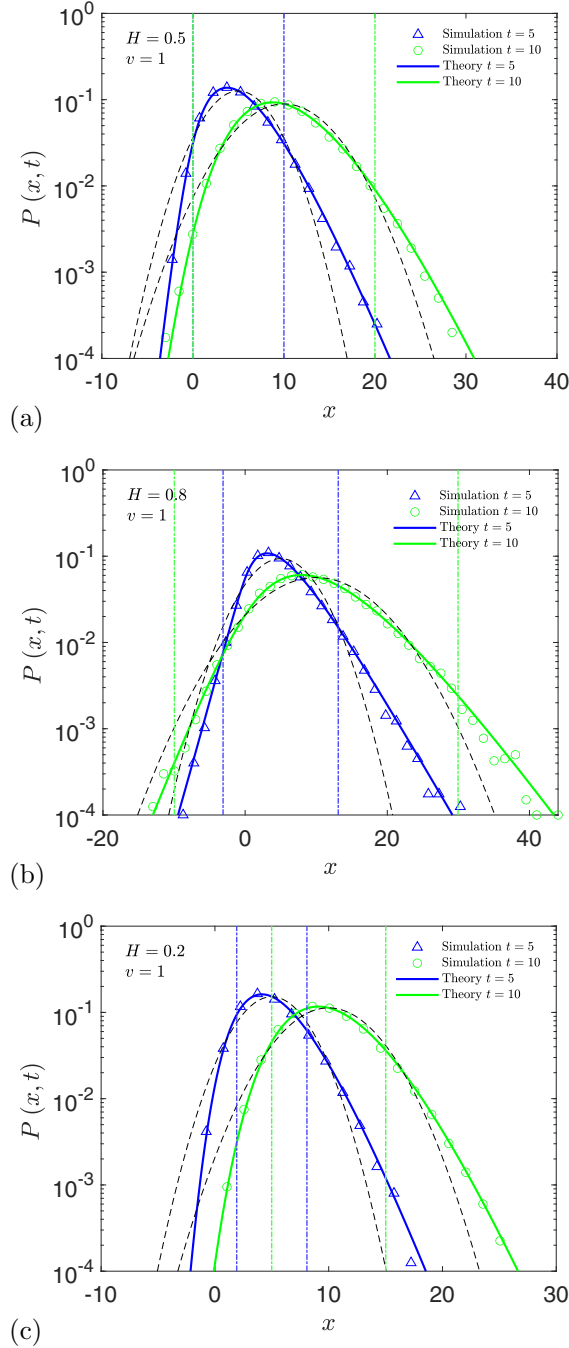 H = 0.5
v = 1
Simulation t = 5
Simulation t = 10
Theory t = 5
Theory t = 10
P (x, t)
10^0
10^-1
10^-2
10^-3
10^-4
-10 0 10 20 30 40
x
(a)
H = 0.8
v = 1
Simulation t = 5
Simulation t = 10
Theory t = 5
Theory t = 10
P (x, t)
10^0
10^-1
10^-2
10^-3
10^-4
-20 0 20 40
x
(b)
H = 0.2
v = 1
Simulation t = 5
Simulation t = 10
Theory t = 5
Theory t = 10
P (x, t)
10^0
10^-1
10^-2
10^-3
10^-4
-10 0 10 20 30
x
(c)